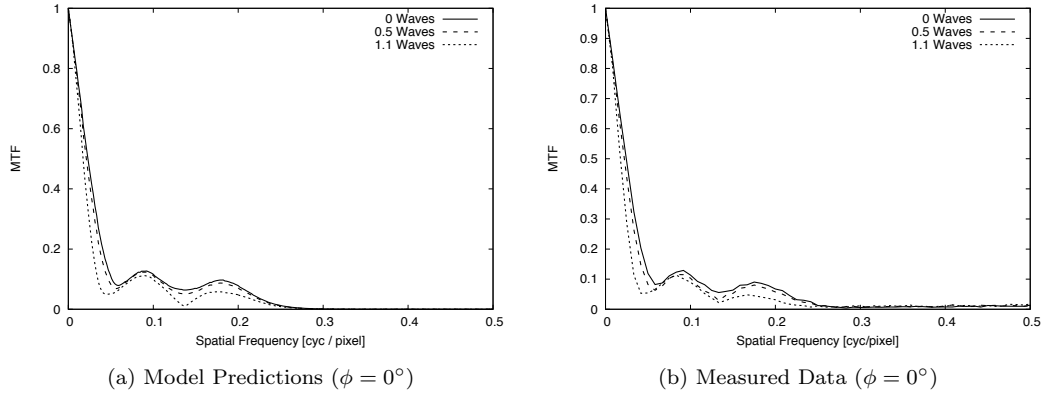 0 Waves
0.5 Waves
1.1 Waves
1
0.8
0.6
0.4
0.2
0
MTF
0 0.1 0.2 0.3 0.4 0.5
Spatial Frequency [cyc / pixel]
(a) Model Predictions (ϕ = 0°)
0 Waves
0.5 Waves
1.1 Waves
1
0.9
0.8
0.7
0.6
0.5
0.4
0.3
0.2
0.1
0
MTF
0 0.1 0.2 0.3 0.4 0.5
Spatial Frequency [cyc/pixel]
(b) Measured Data (ϕ = 0°)